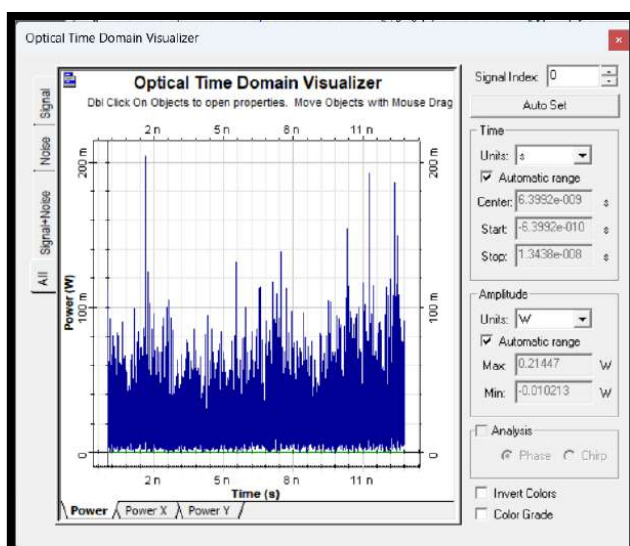 Optical Time Domain Visualizer
Signal Index: 0
Auto Set
Time
Units: s
Automatic range
Center: 6.3992e-009 s
Start: -6.3992e-010 s
Stop: 1.3438e-008 s
Amplitude
Units: W
Automatic range
Max: 0.21447 W
Min: -0.010213 W
Analysis
Phase Chirp
Invert Colors
Color Grade
Signal
Noise
Signal+Noise
All
Optical Time Domain Visualizer
Dbl Click On Objects to open properties. Move Objects with Mouse Drag
2 n 5 n 8 n 11 n
200 m
100 m
0
Power (W)
200 m
100 m
0
2 n 5 n 8 n 11 n
Time (s)
Power Power X Power Y